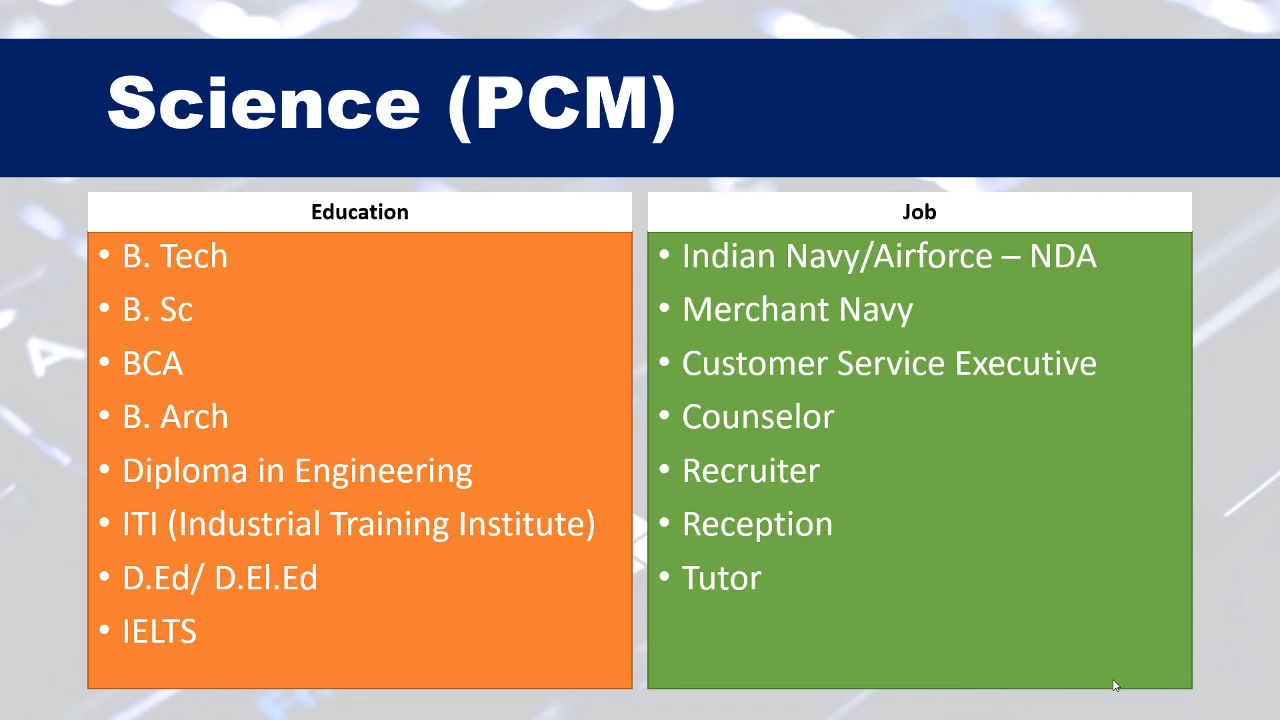 Science (PCM)
Education
• B. Tech
• B. Sc
• BCA
• B. Arch
• Diploma in Engineering
• ITI (Industrial Training Institute)
• D.Ed/ D.El.Ed
• IELTS
Job
• Indian Navy/Airforce – NDA
• Merchant Navy
• Customer Service Executive
• Counselor
• Recruiter
• Reception
• Tutor